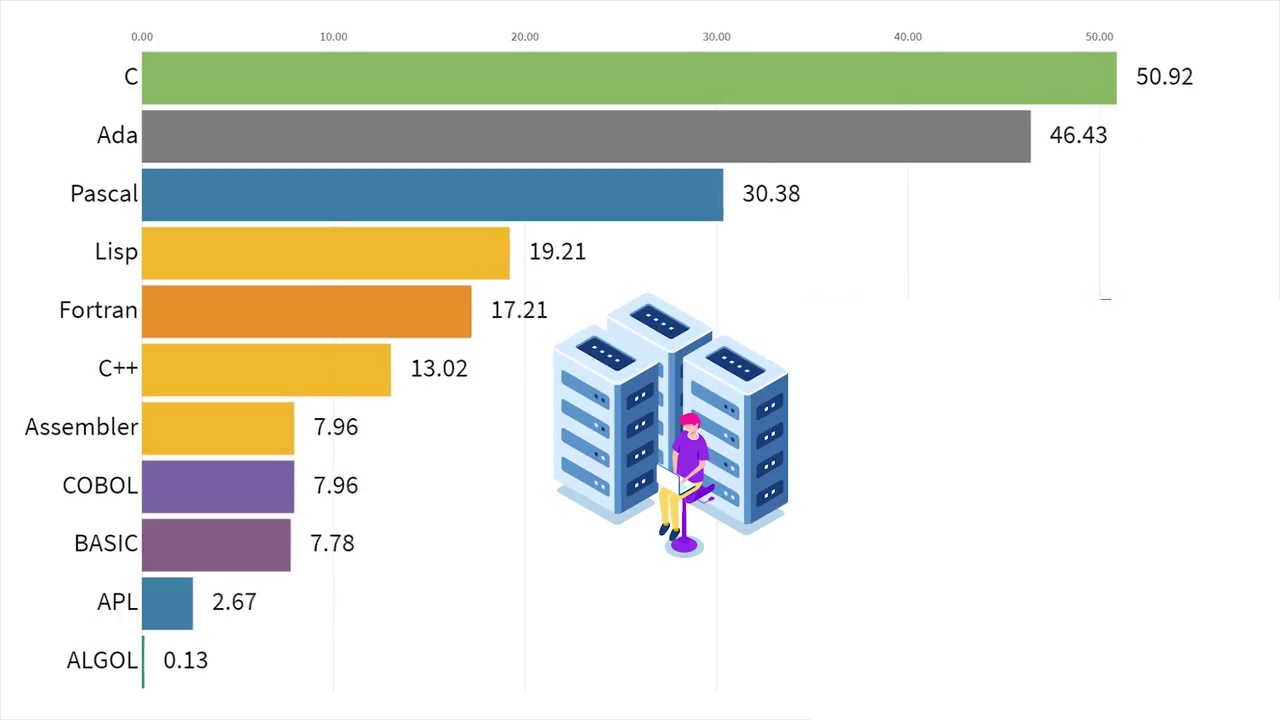 0.00 10.00 20.00 30.00 40.00 50.00
C 50.92
Ada 46.43
Pascal 30.38
Lisp 19.21
Fortran 17.21
C++ 13.02
Assembler 7.96
COBOL 7.96
BASIC 7.78
APL 2.67
ALGOL 0.13